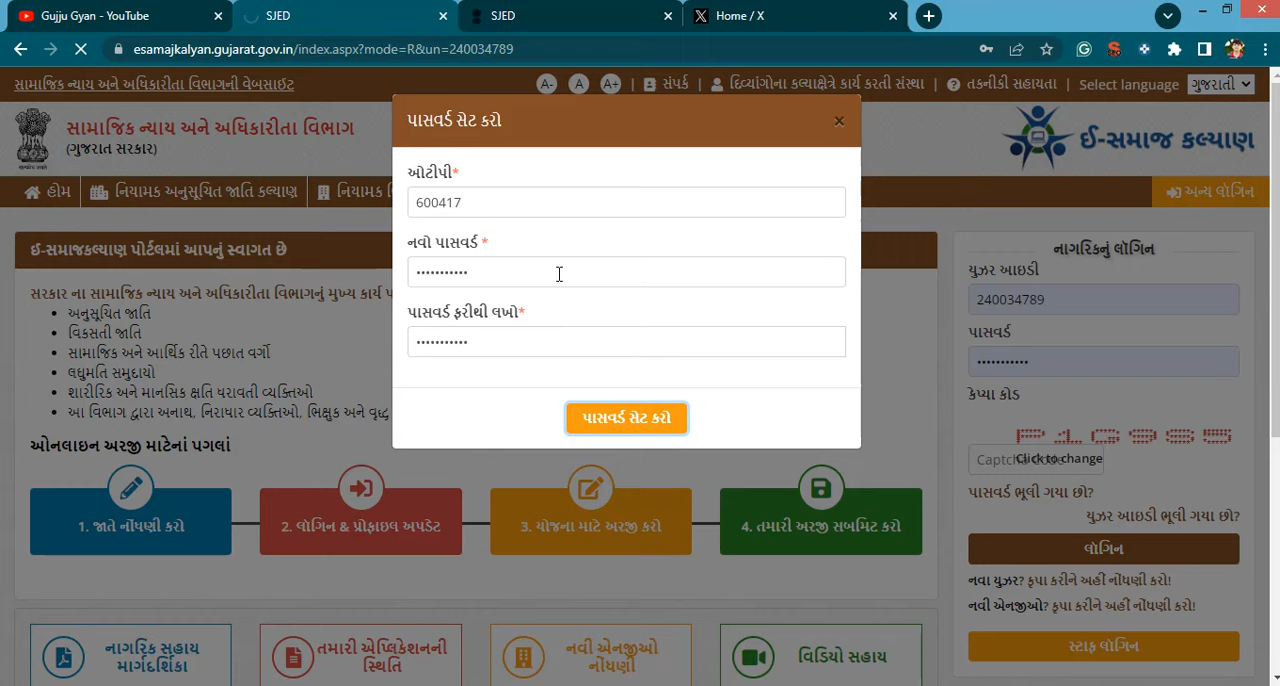 Gujju Gyan - YouTube
SJED
SJED
Home / X
esamajkalyan.gujarat.gov.in/index.aspx?mode=R&un=240034789
સામાજિક ન્યાય અને અધિકારીતા વિભાગની વેબસાઈટ
A- A A+ | સંપર્ક | દિવ્યાંગોના કલ્યાક્ષેત્રે કાર્ય કરતી સંસ્થા | તકનીકી સહાયતા | Select language ગુજરાતી
સામાજિક ન્યાય અને અધિકારીતા વિભાગ
(ગુજરાત સરકાર)
ઈ-સમાજ કલ્યાણ
હોમ
નિયામક અનુસૂચિત જાતિ કલ્યાણ
નિયામક
અન્ય લૉગિન
પાસવર્ડ સેટ કરો
ઓટીપી*
600417
નવો પાસવર્ડ *
•••••••••••
પાસવર્ડ ફરીથી લખો*
•••••••••••
પાસવર્ડ સેટ કરો
ઈ-સમાજકલ્યાણ પોર્ટલમાં આપનું સ્વાગત છે
સરકાર ના સામાજિક ન્યાય અને અધિકારીતા વિભાગનું મુખ્ય કાર્ય
• અનુસૂચિત જાતિ
• વિકસતી જાતિ
• સામાજિક અને આર્થિક રીતે પછાત વર્ગો
• લઘુમતિ સમુદાયો
• શારીરિક અને માનસિક ક્ષતિ ધરાવતી વ્યક્તિઓ
• આ વિભાગ દ્વારા અનાથ, નિરાધાર વ્યક્તિઓ, ભિક્ષુક અને વૃદ્ધ
ઓનલાઇન અરજી માટેનાં પગલાં
1. જાતે નોંધણી કરો
2. લોગિન & પ્રોફાઇલ અપડેટ
3. યોજના માટે અરજી કરો
4. તમારી અરજી સબમિટ કરો
નાગરિક સહાય
માર્ગદર્શિકા
તમારી એપ્લિકેશનની
સ્થિતિ
નવી એનજીઓ
નોંધણી
વિડિયો સહાય
નાગરિકનું લૉગિન
યુઝર આઇડી
240034789
પાસવર્ડ
•••••••••••
કેપ્ચા કોડ
Captcha Code
Click to change
પાસવર્ડ ભૂલી ગયા છો?
યુઝર આઇડી ભૂલી ગયા છો?
લૉગિન
નવા યુઝર? કૃપા કરીને અહીં નોંધણી કરો!
નવી એનજીઓ? કૃપા કરીને અહીં નોંધણી કરો!
સ્ટાફ લૉગિન